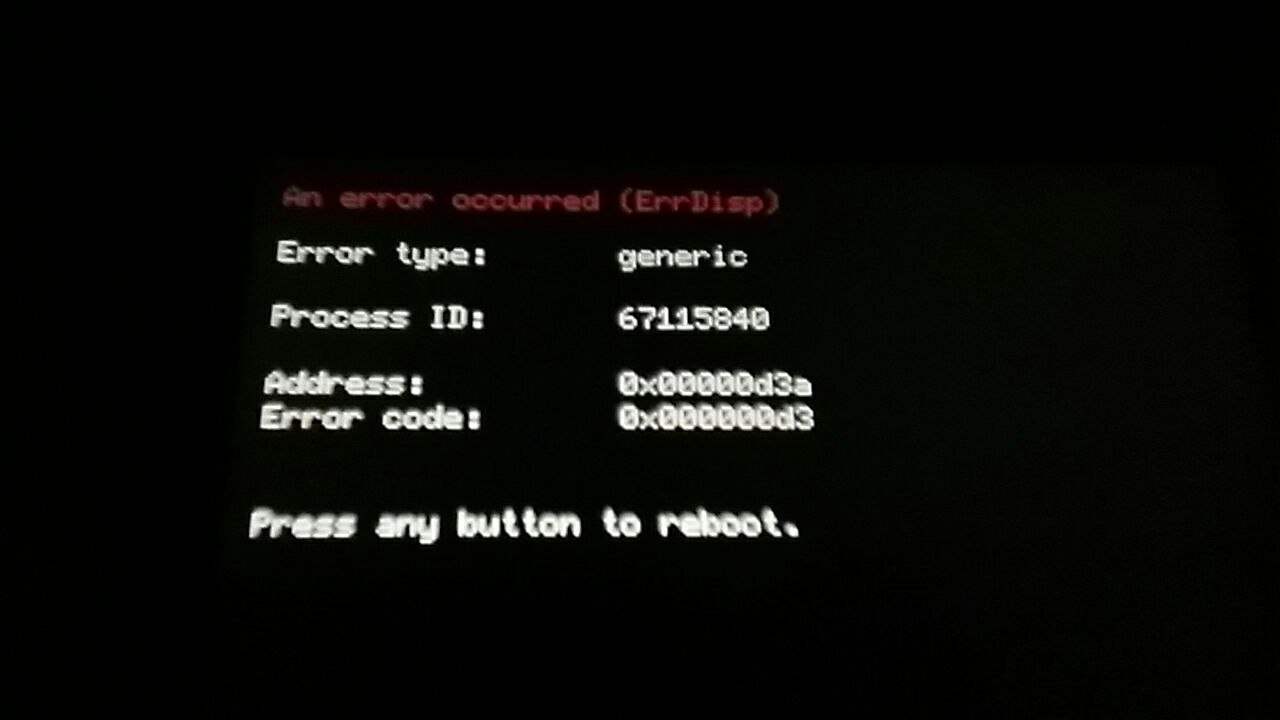 An error occurred (ErrDisp)
Error type: generic
Process ID: 67115840
Address: 0x00000d3a
Error code: 0x000000d3
Press any button to reboot.